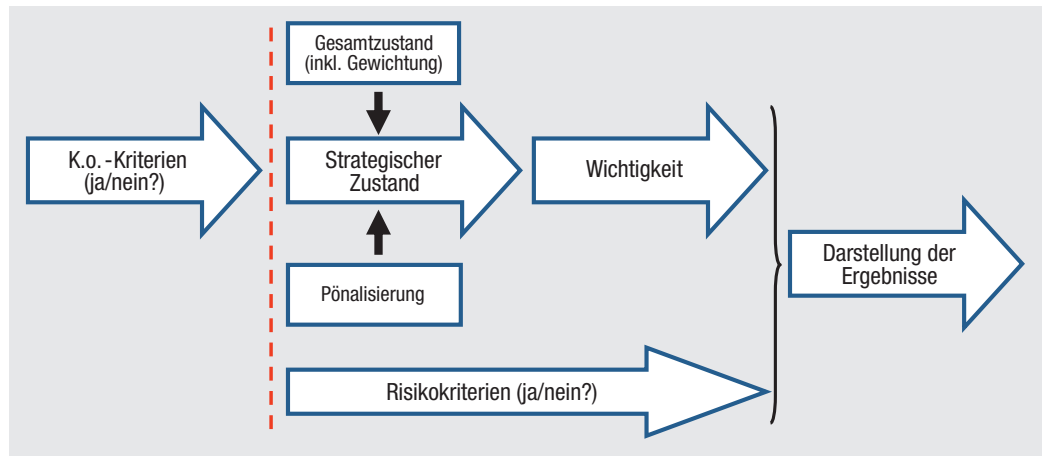 Gesamtzustand
(inkl. Gewichtung)
K.o.-Kriterien
(ja/nein?)
Strategischer
Zustand
Wichtigkeit
Darstellung der
Ergebnisse
Pönalisierung
Risikokriterien (ja/nein?)